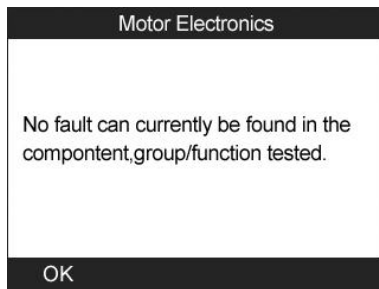 Motor Electronics
No fault can currently be found in the
compontent,group/function tested.
OK